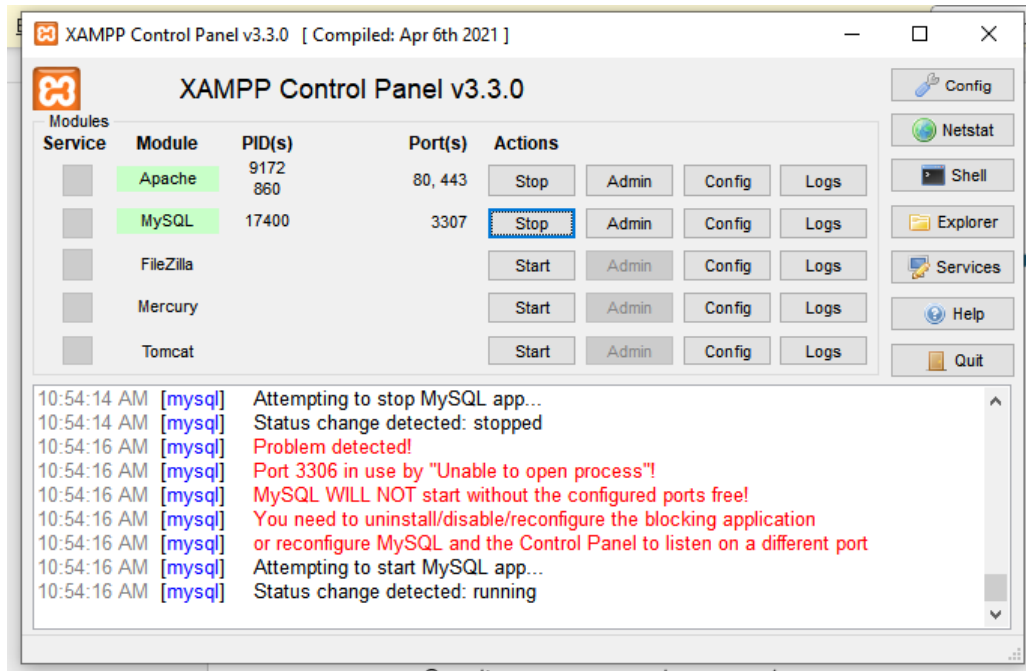 XAMPP Control Panel v3.3.0 [ Compiled: Apr 6th 2021 ]
XAMPP Control Panel v3.3.0
Config
Modules
Service Module PID(s) Port(s) Actions
Netstat
Apache 9172 860 80, 443 Stop Admin Config Logs
Shell
MySQL 17400 3307 Stop Admin Config Logs
Explorer
FileZilla Start Admin Config Logs
Services
Mercury Start Admin Config Logs
Help
Tomcat Start Admin Config Logs
Quit
10:54:14 AM [mysql] Attempting to stop MySQL app...
10:54:14 AM [mysql] Status change detected: stopped
10:54:16 AM [mysql] Problem detected!
10:54:16 AM [mysql] Port 3306 in use by "Unable to open process"!
10:54:16 AM [mysql] MySQL WILL NOT start without the configured ports free!
10:54:16 AM [mysql] You need to uninstall/disable/reconfigure the blocking application
10:54:16 AM [mysql] or reconfigure MySQL and the Control Panel to listen on a different port
10:54:16 AM [mysql] Attempting to start MySQL app...
10:54:16 AM [mysql] Status change detected: running